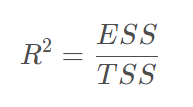 R² = ESS / TSS